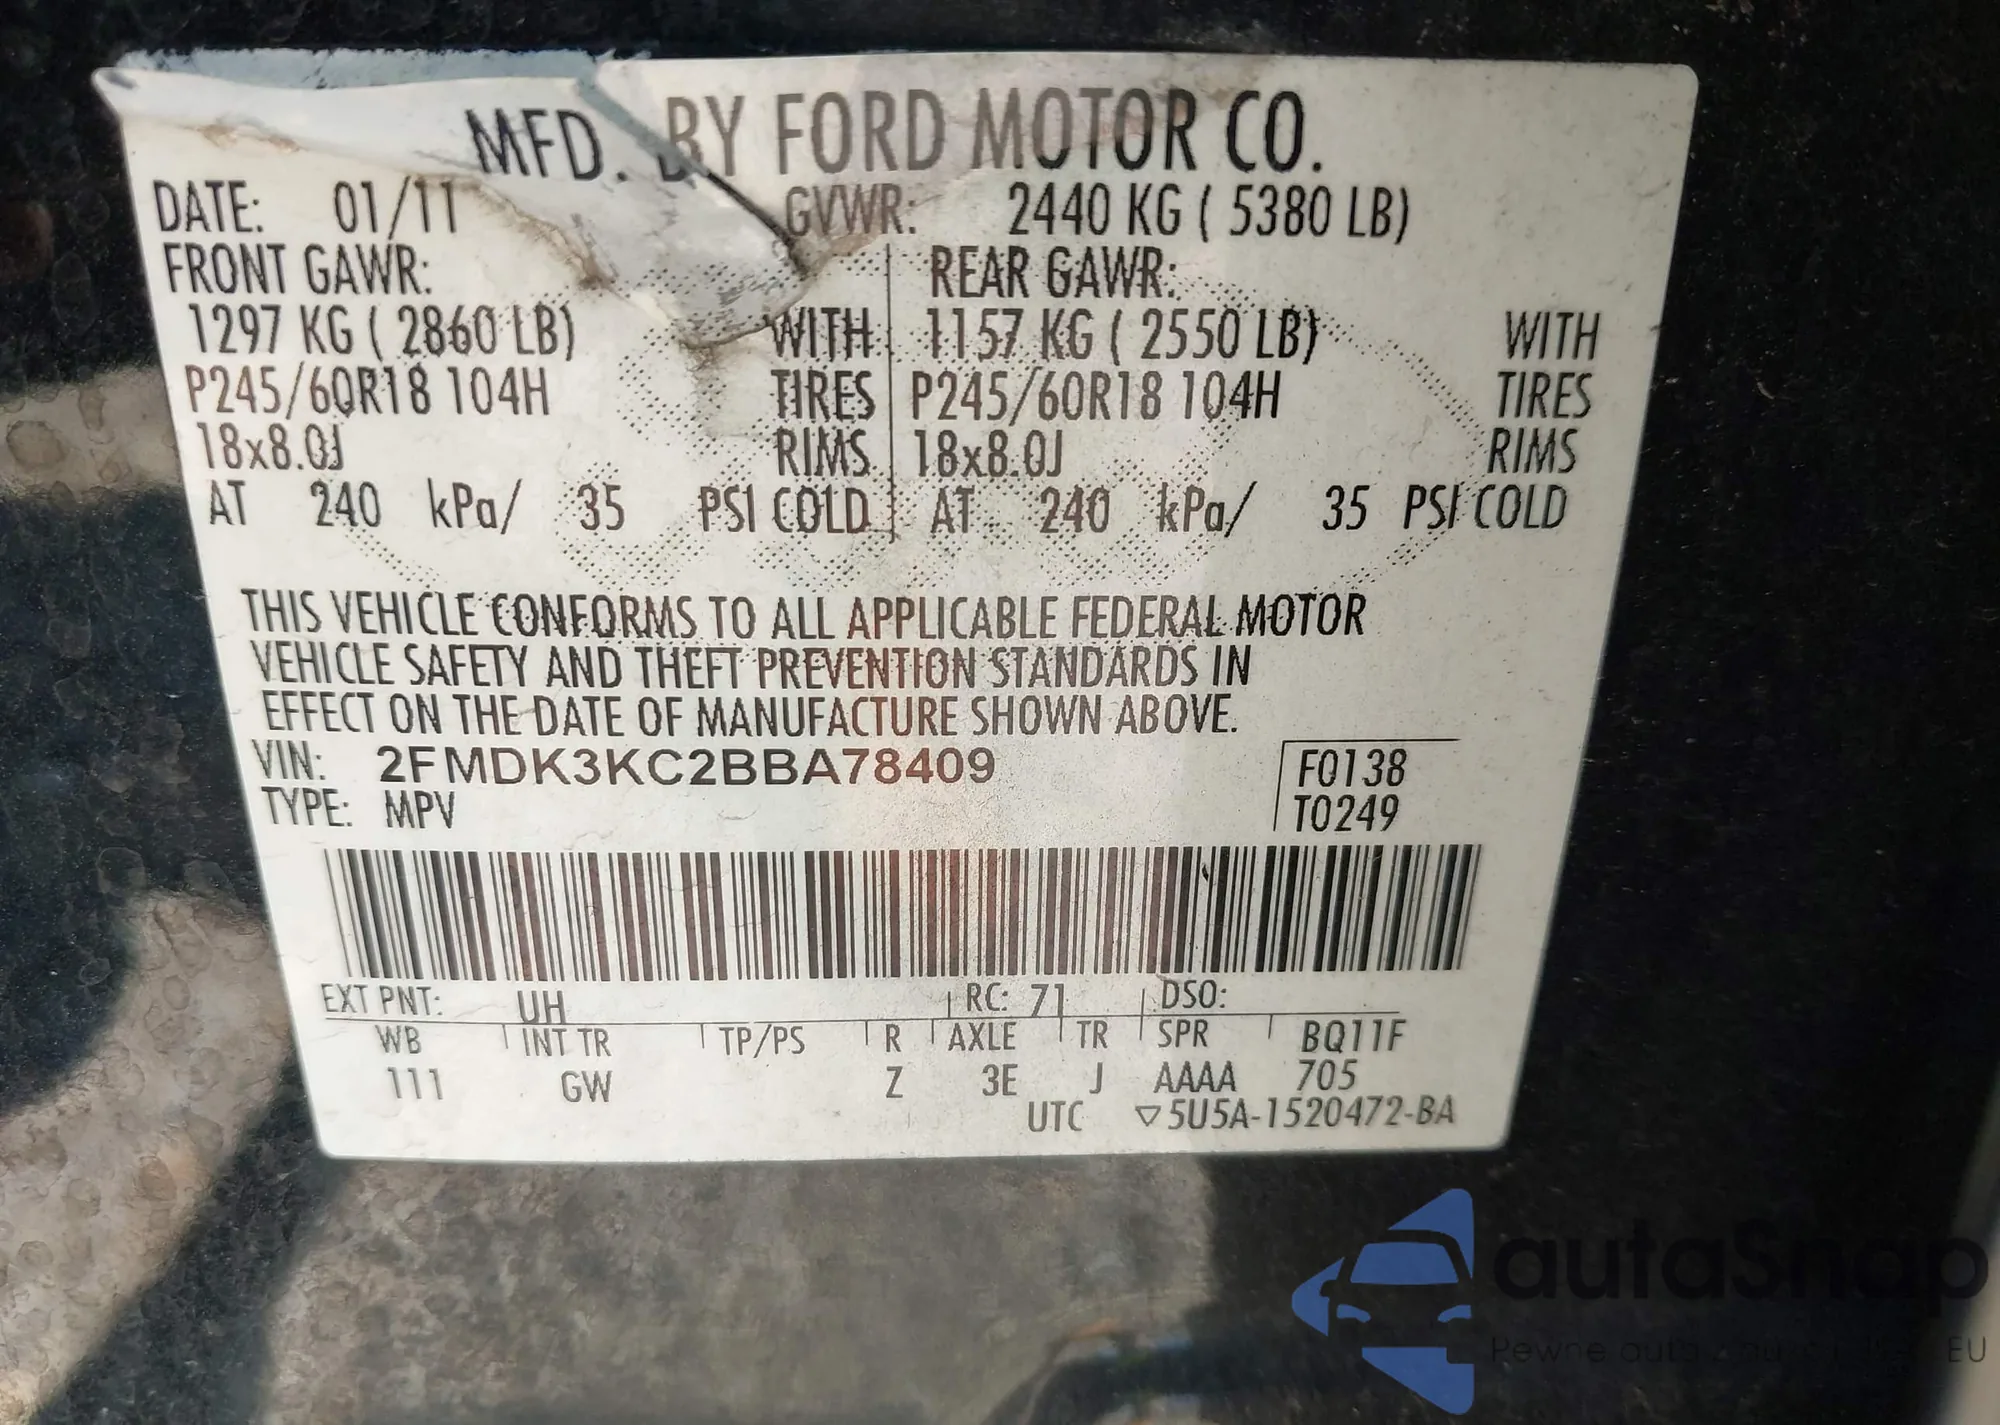 MFD. BY FORD MOTOR CO.
DATE: 01/11 GVWR: 2440 KG ( 5380 LB)
FRONT GAWR: REAR GAWR:
1297 KG ( 2860 LB) WITH 1157 KG ( 2550 LB) WITH
P245/60R18 104H TIRES P245/60R18 104H TIRES
18x8.0J RIMS 18x8.0J RIMS
AT 240 kPa/ 35 PSI COLD AT 240 kPa/ 35 PSI COLD
THIS VEHICLE CONFORMS TO ALL APPLICABLE FEDERAL MOTOR
VEHICLE SAFETY AND THEFT PREVENTION STANDARDS IN
EFFECT ON THE DATE OF MANUFACTURE SHOWN ABOVE.
VIN: 2FMDK3KC2BBA78409 F0138
TYPE: MPV T0249
EXT PNT: UH RC: 71 DSO:
WB INT TR TP/PS R AXLE TR SPR BQ11F
111 GW Z 3E J AAAA 705
UTC ▽5U5A-1520472-BA
autoSnap
Pewne auto z EU